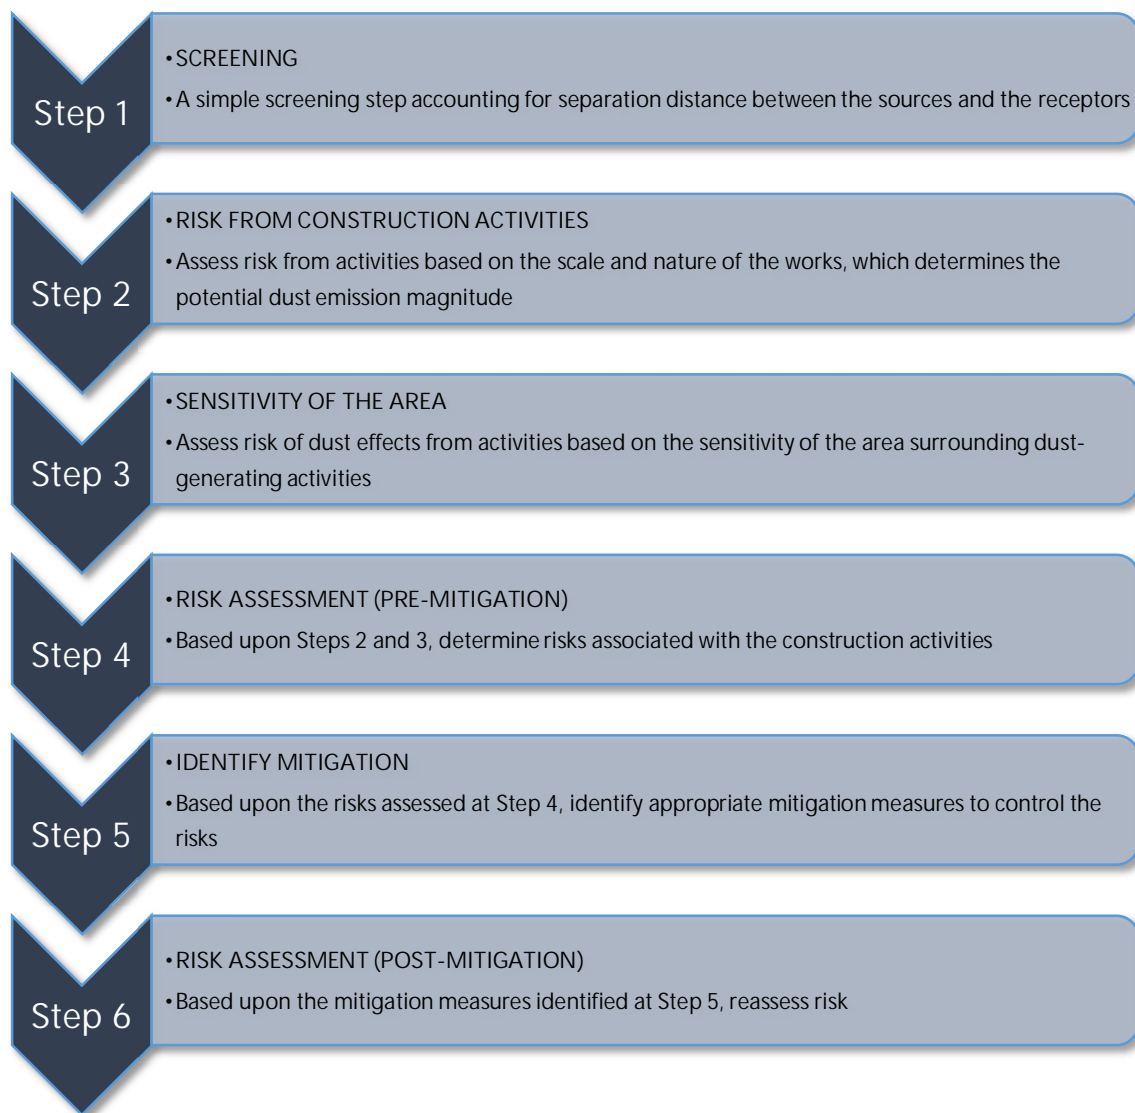 Step 1
•SCREENING
•A simple screening step accounting for separation distance between the sources and the receptors
Step 2
•RISK FROM CONSTRUCTION ACTIVITIES
•Assess risk from activities based on the scale and nature of the works, which determines the
potential dust emission magnitude
Step 3
•SENSITIVITY OF THE AREA
•Assess risk of dust effects from activities based on the sensitivity of the area surrounding dust-
generating activities
Step 4
•RISK ASSESSMENT (PRE-MITIGATION)
•Based upon Steps 2 and 3, determine risks associated with the construction activities
Step 5
•IDENTIFY MITIGATION
•Based upon the risks assessed at Step 4, identify appropriate mitigation measures to control the
risks
Step 6
•RISK ASSESSMENT (POST-MITIGATION)
•Based upon the mitigation measures identified at Step 5, reassess risk